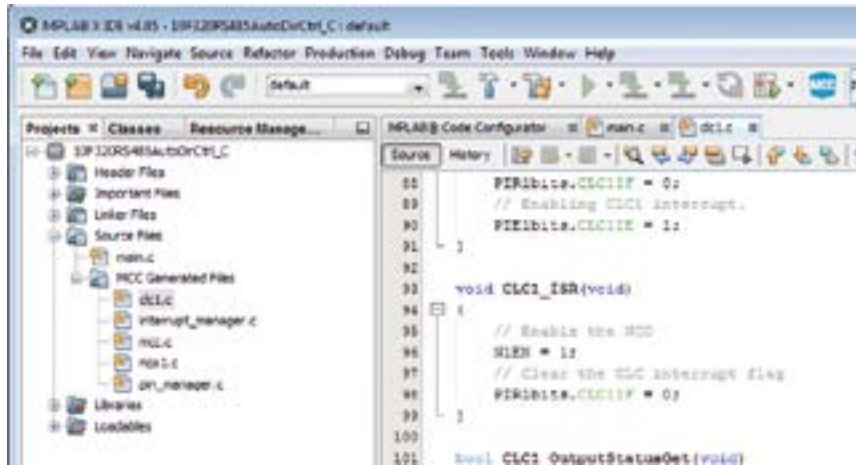 MPLAB X IDE v4.05 - 10F320RS485AutoDirCtrl_C : default
File Edit View Navigate Source Refactor Production Debug Team Tools Window Help
default
Projects Classes Resource Manage...
MPLAB® Code Configurator main.c clc1.c
Source History
10F320RS485AutoDirCtrl_C
Header Files
Important Files
Linker Files
Source Files
main.c
MCC Generated Files
clc1.c
interrupt_manager.c
mcc.c
nco1.c
pin_manager.c
Libraries
Loadables
88 PIR1bits.CLC1IF = 0;
89 // Enabling CLC1 interrupt.
90 PIE1bits.CLC1IE = 1;
91 }
92
93 void CLC1_ISR(void)
94 {
95 // Enable the NCO
96 N1EN = 1;
97 // Clear the CLC interrupt flag
98 PIR1bits.CLC1IF = 0;
99 }
100
101 bool CLC1_OutputStatusGet(void)